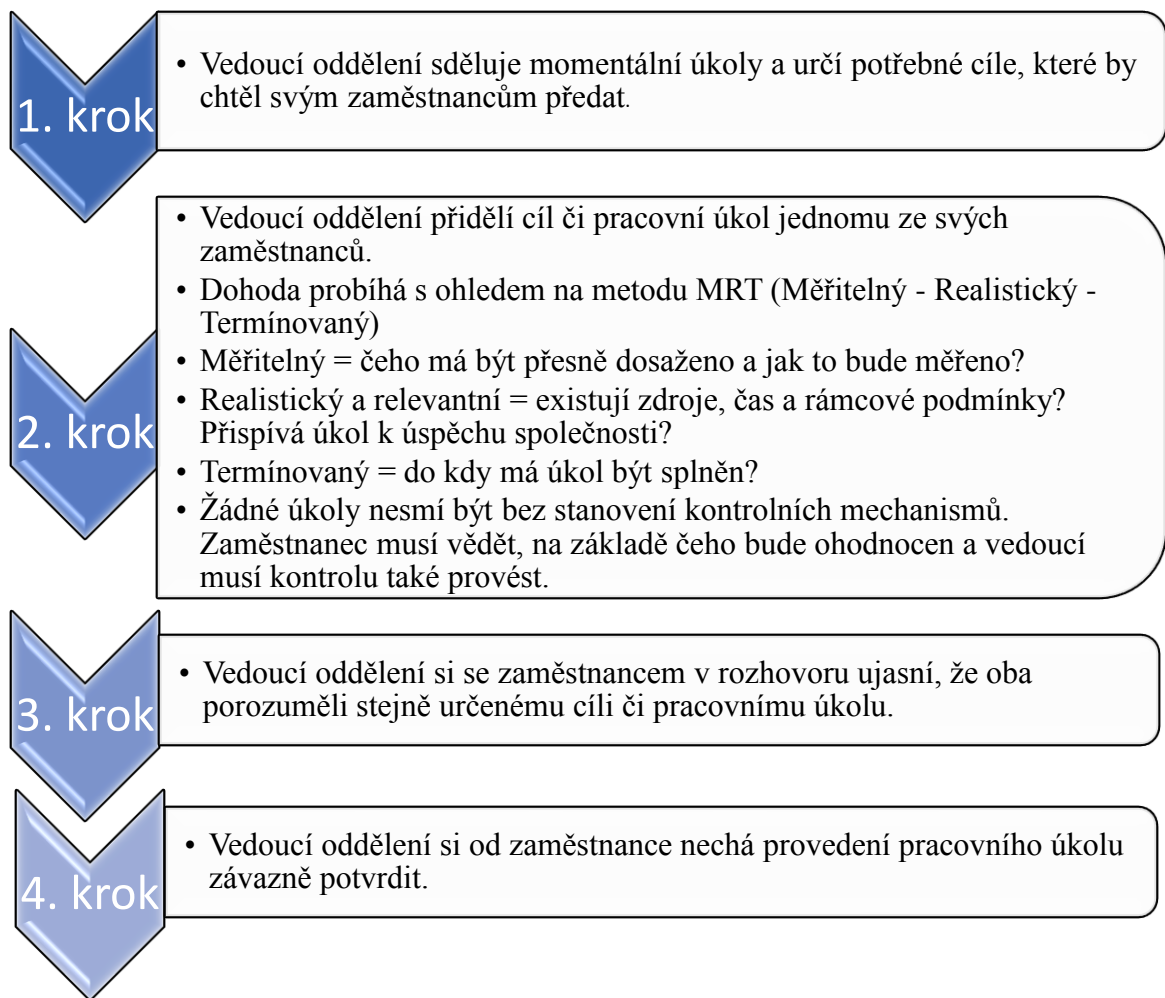 1. krok
• Vedoucí oddělení sděluje momentální úkoly a určí potřebné cíle, které by
chtěl svým zaměstnancům předat.
2. krok
• Vedoucí oddělení přidělí cíl či pracovní úkol jednomu ze svých
zaměstnanců.
• Dohoda probíhá s ohledem na metodu MRT (Měřitelný - Realistický -
Termínovaný)
• Měřitelný = čeho má být přesně dosaženo a jak to bude měřeno?
• Realistický a relevantní = existují zdroje, čas a rámcové podmínky?
Přispívá úkol k úspěchu společnosti?
• Termínovaný = do kdy má úkol být splněn?
• Žádné úkoly nesmí být bez stanovení kontrolních mechanismů.
Zaměstnanec musí vědět, na základě čeho bude ohodnocen a vedoucí
musí kontrolu také provést.
3. krok
• Vedoucí oddělení si se zaměstnancem v rozhovoru ujasní, že oba
porozuměli stejně určenému cíli či pracovnímu úkolu.
4. krok
• Vedoucí oddělení si od zaměstnance nechá provedení pracovního úkolu
závazně potvrdit.